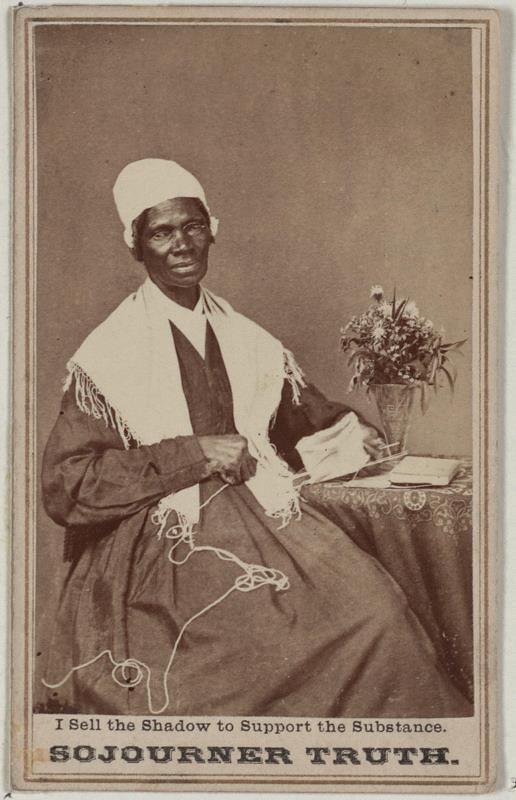 I Sell the Shadow to Support the Substance.
SOJOURNER TRUTH.